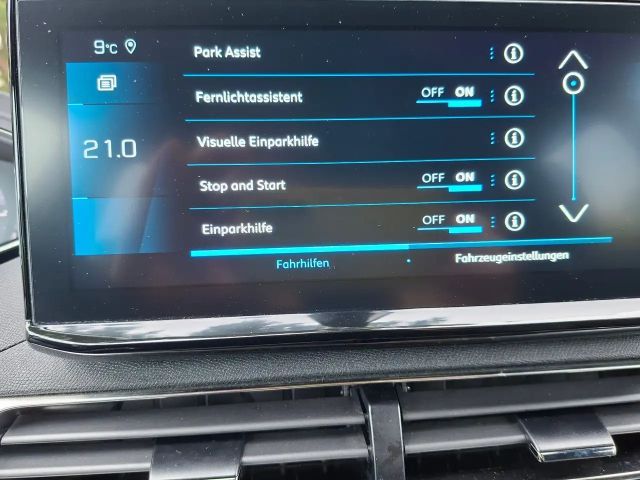 9°C
Park Assist
Fernlichtassistent OFF ON
21.0
Visuelle Einparkhilfe
Stop and Start OFF ON
Einparkhilfe OFF ON
Fahrhilfen
Fahrzeugeinstellungen